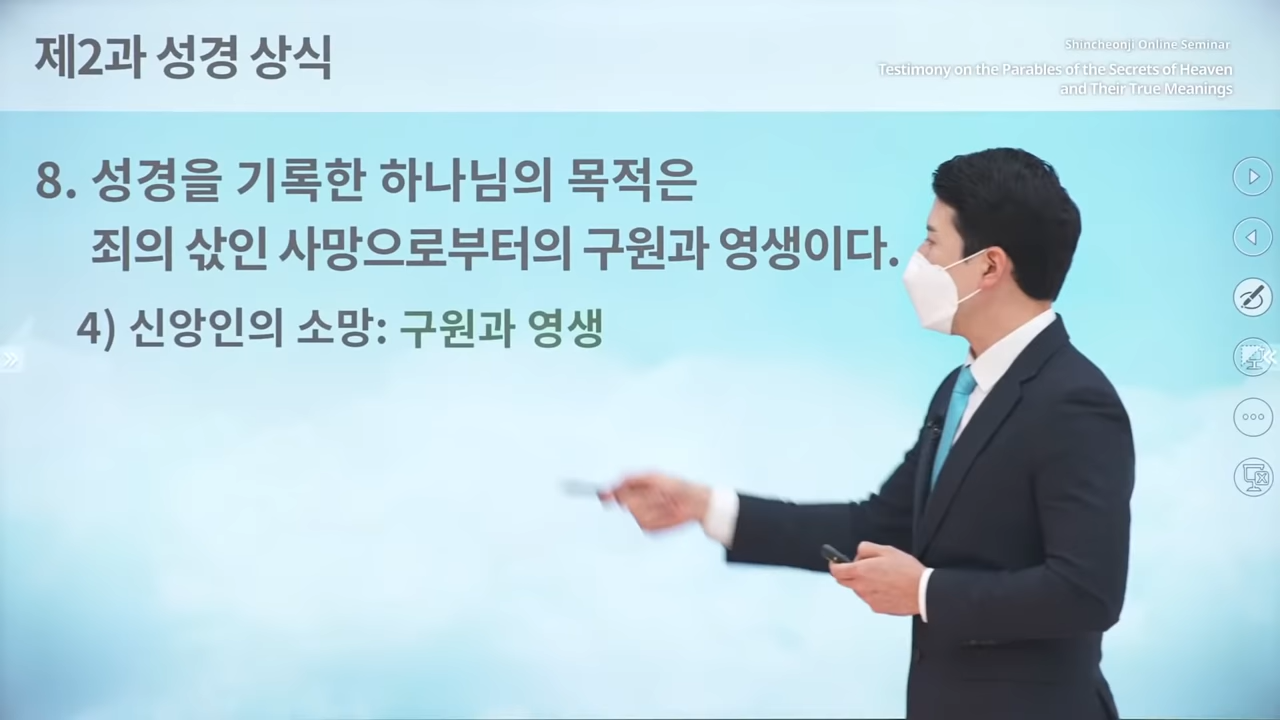 제2과 성경 상식
Shincheonji Online Seminar
Testimony on the Parables of the Secrets of Heaven
and Their True Meanings
8. 성경을 기록한 하나님의 목적은
죄의 삯인 사망으로부터의 구원과 영생이다.
4) 신앙인의 소망: 구원과 영생